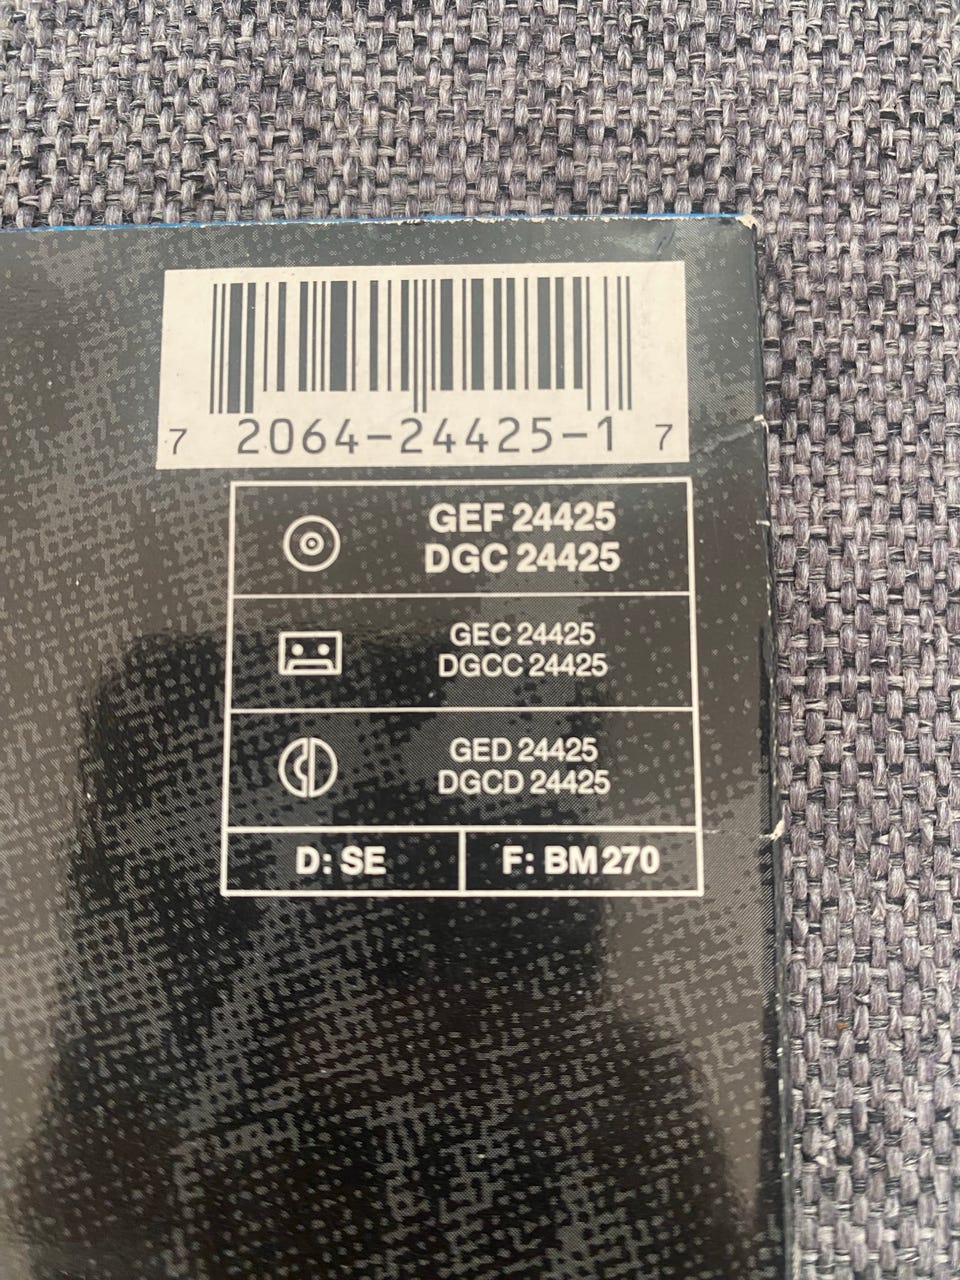 7 2064-24425-1 7
GEF 24425
DGC 24425
GEC 24425
DGCC 24425
GED 24425
DGCD 24425
D: SE F: BM 270